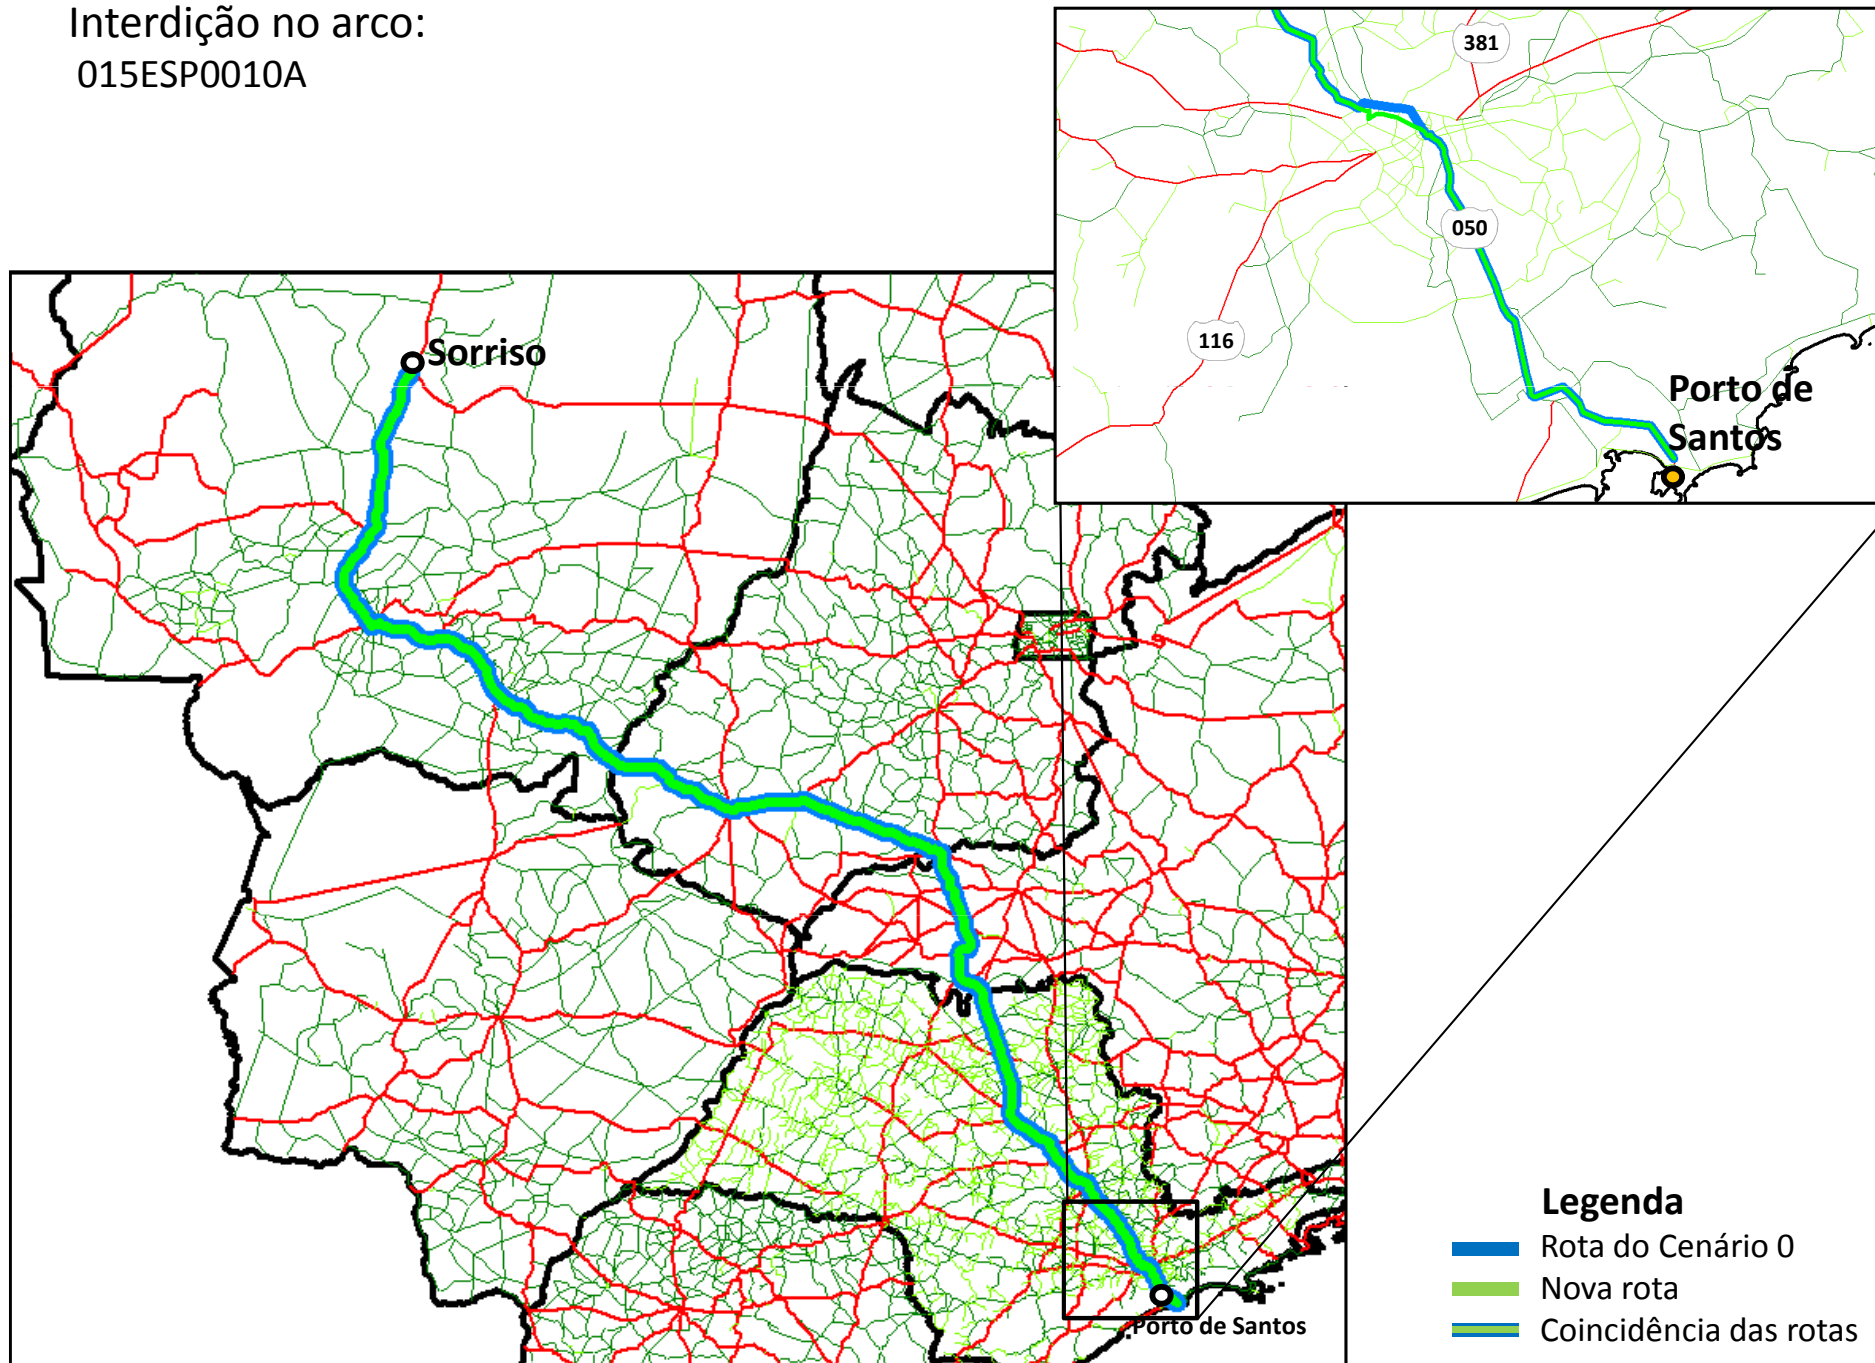 Interdição no arco:
015ESP0010A
381
050
116
Porto de
Santos
Sorriso
Porto de Santos
Legenda
Rota do Cenário 0
Nova rota
Coincidência das rotas